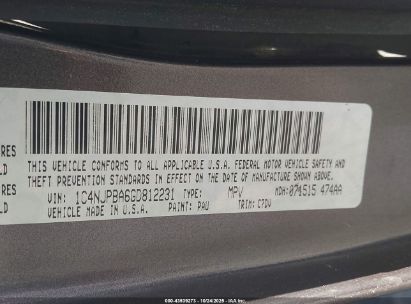 RES
LD
THIS VEHICLE CONFORMS TO ALL APPLICABLE U.S.A. FEDERAL MOTOR VEHICLE SAFETY AND
THEFT PREVENTION STANDARDS IN EFFECT ON THE DATE OF MANUFACTURE SHOWN ABOVE.
RES
LD
VIN: 1C4NJPBA6GD812231 TYPE: MPV MDH: 071515 474AA
VEHICLE MADE IN U.S.A. PAINT: PAU TRIM: C7DV